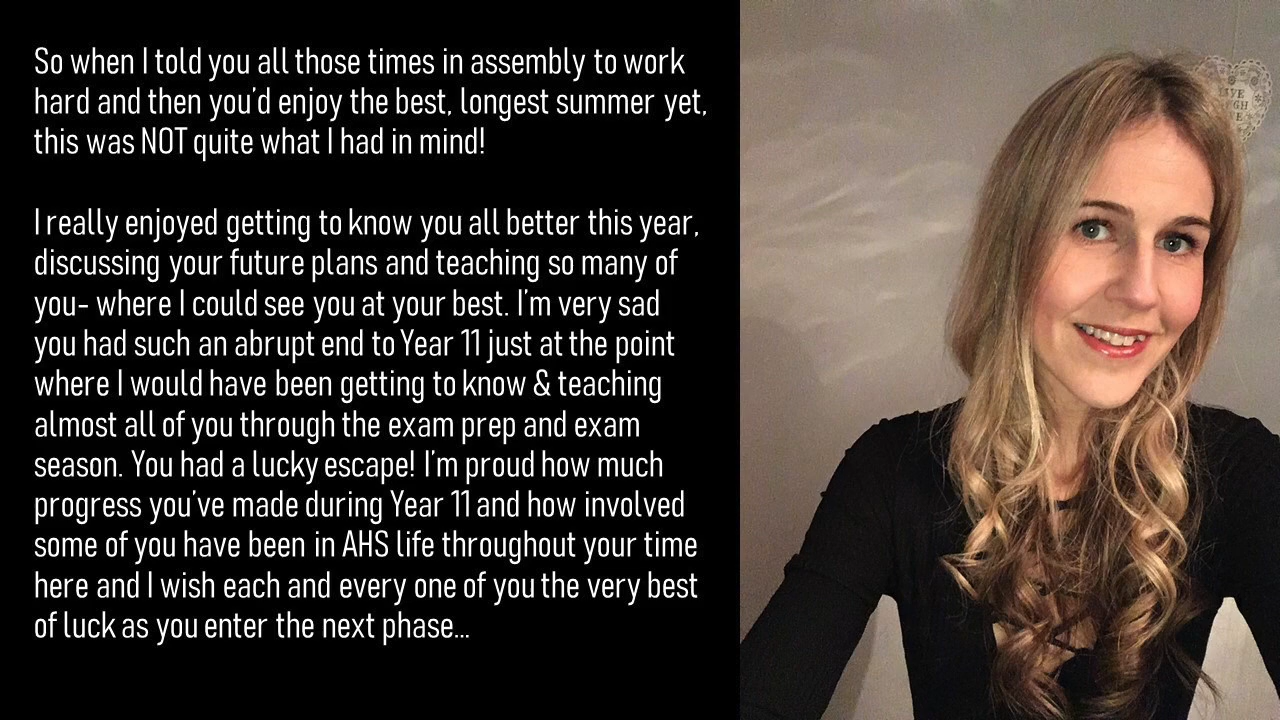 So when I told you all those times in assembly to work
hard and then you'd enjoy the best, longest summer yet,
this was NOT quite what I had in mind!
I really enjoyed getting to know you all better this year,
discussing your future plans and teaching so many of
you- where I could see you at your best. I'm very sad
you had such an abrupt end to Year 11 just at the point
where I would have been getting to know & teaching
almost all of you through the exam prep and exam
season. You had a lucky escape! I'm proud how much
progress you've made during Year 11 and how involved
some of you have been in AHS life throughout your time
here and I wish each and every one of you the very best
of luck as you enter the next phase...